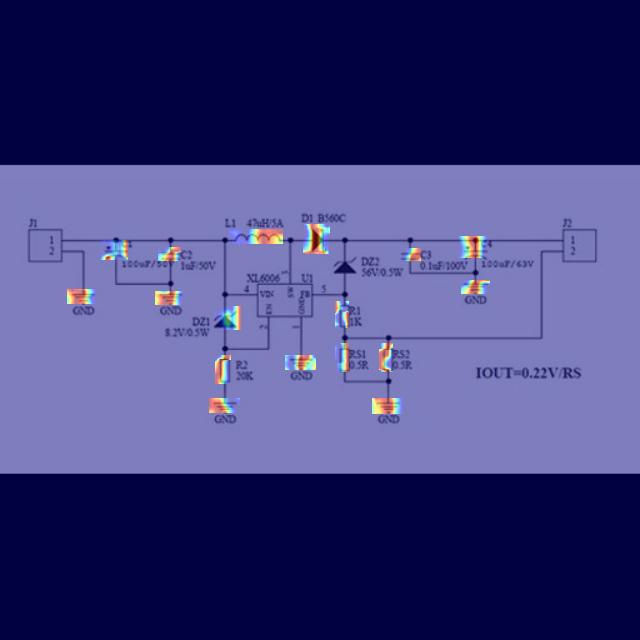 J1
1
2
GND
100uF/50
C2
1uF/50V
GND
L1 47uH/5A
D1 B560C
XL6006 U1
4 VIN
SW
3
FB 5
EN
2
GND
1
DZ1
8.2V/0.5W
R2
20K
GND
GND
DZ2
56V/0.5W
R1
1K
RS1
0.5R
RS2
0.5R
GND
C3
0.1uF/100V
100uF/63V
GND
J2
1
2
IOUT=0.22V/RS